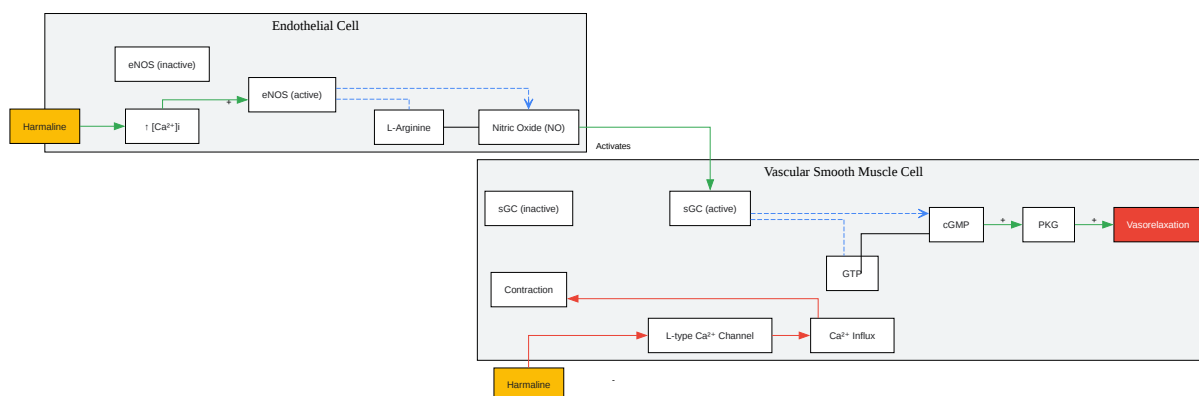 Endothelial Cell
eNOS (inactive)
eNOS (active)
+
Harmaline
↑ [Ca²⁺]i
L-Arginine
Nitric Oxide (NO)
Activates
Vascular Smooth Muscle Cell
sGC (inactive)
sGC (active)
cGMP
+
PKG
+
Vasorelaxation
GTP
Contraction
L-type Ca²⁺ Channel
Ca²⁺ Influx
Harmaline
-